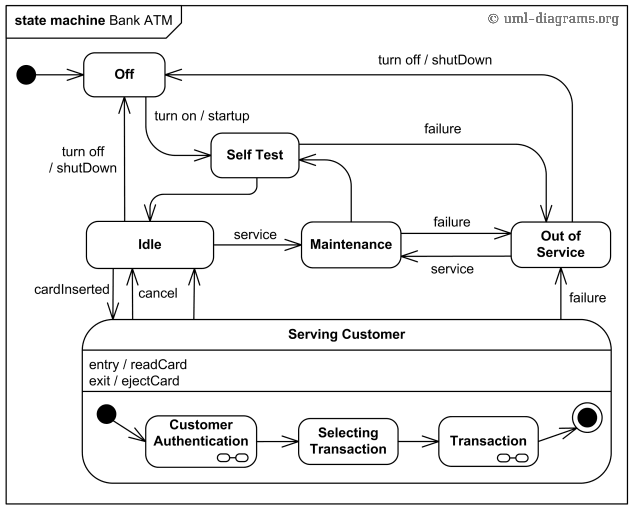 state machine Bank ATM
© uml-diagrams.org
Off
turn off / shutDown
turn on / startup
failure
turn off
/ shutDown
Self Test
Idle
service
Maintenance
failure
service
Out of
Service
cardInserted
cancel
failure
Serving Customer
entry / readCard
exit / ejectCard
Customer
Authentication
Selecting
Transaction
Transaction